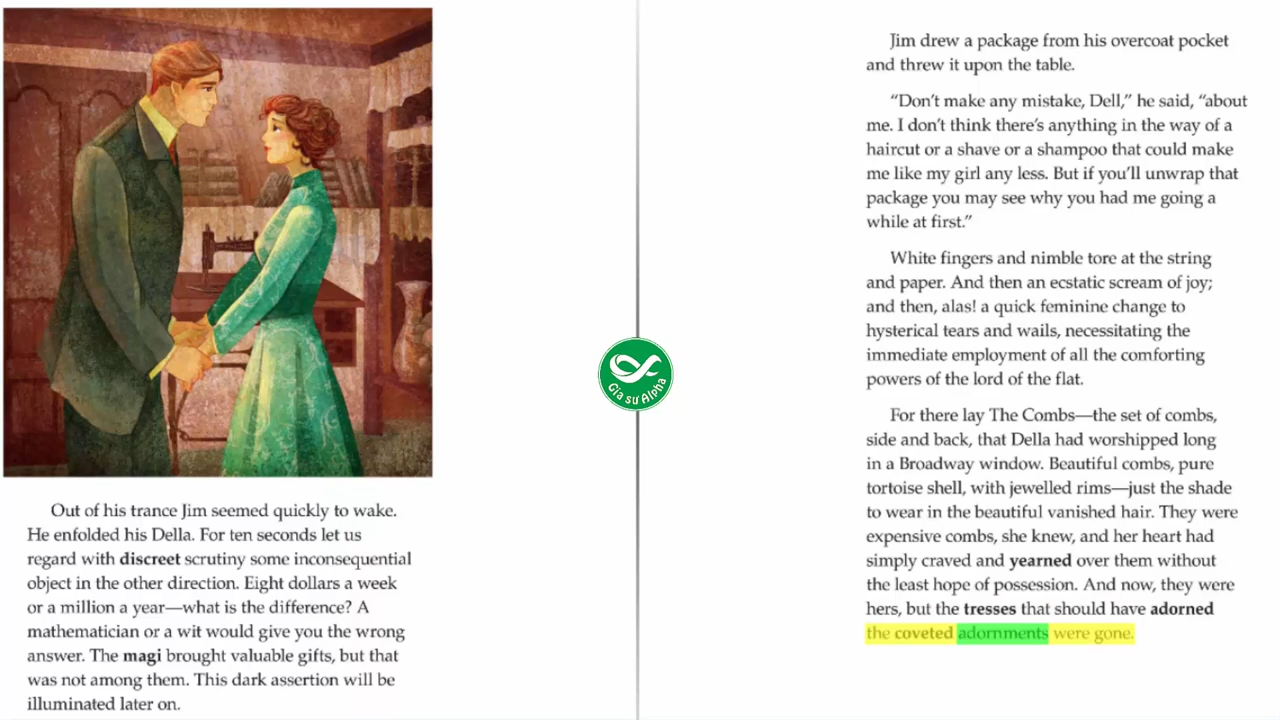 Out of his trance Jim seemed quickly to wake.
He enfolded his Della. For ten seconds let us
regard with discreet scrutiny some inconsequential
object in the other direction. Eight dollars a week
or a million a year—what is the difference? A
mathematician or a wit would give you the wrong
answer. The magi brought valuable gifts, but that
was not among them. This dark assertion will be
illuminated later on.
Gia sư Alpha
Jim drew a package from his overcoat pocket
and threw it upon the table.
“Don’t make any mistake, Dell,” he said, “about
me. I don’t think there’s anything in the way of a
haircut or a shave or a shampoo that could make
me like my girl any less. But if you’ll unwrap that
package you may see why you had me going a
while at first.”
White fingers and nimble tore at the string
and paper. And then an ecstatic scream of joy;
and then, alas! a quick feminine change to
hysterical tears and wails, necessitating the
immediate employment of all the comforting
powers of the lord of the flat.
For there lay The Combs—the set of combs,
side and back, that Della had worshipped long
in a Broadway window. Beautiful combs, pure
tortoise shell, with jewelled rims—just the shade
to wear in the beautiful vanished hair. They were
expensive combs, she knew, and her heart had
simply craved and yearned over them without
the least hope of possession. And now, they were
hers, but the tresses that should have adorned
the coveted adornments were gone.